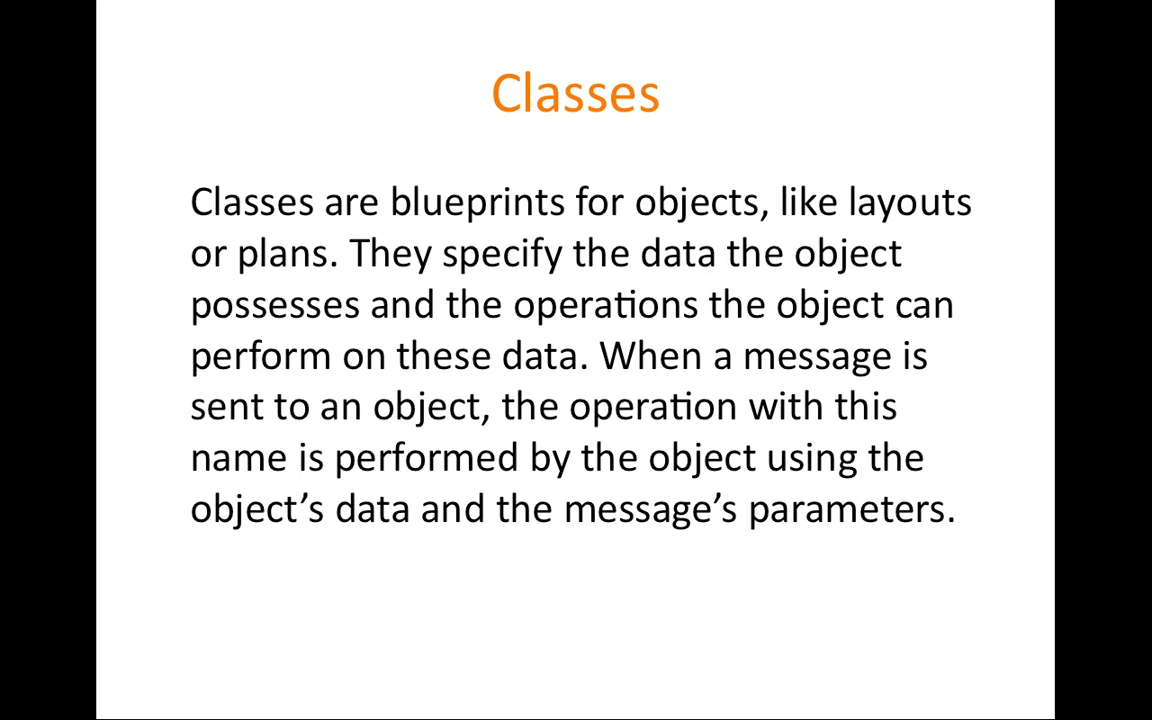 Classes
Classes are blueprints for objects, like layouts
or plans. They specify the data the object
possesses and the operations the object can
perform on these data. When a message is
sent to an object, the operation with this
name is performed by the object using the
object’s data and the message’s parameters.